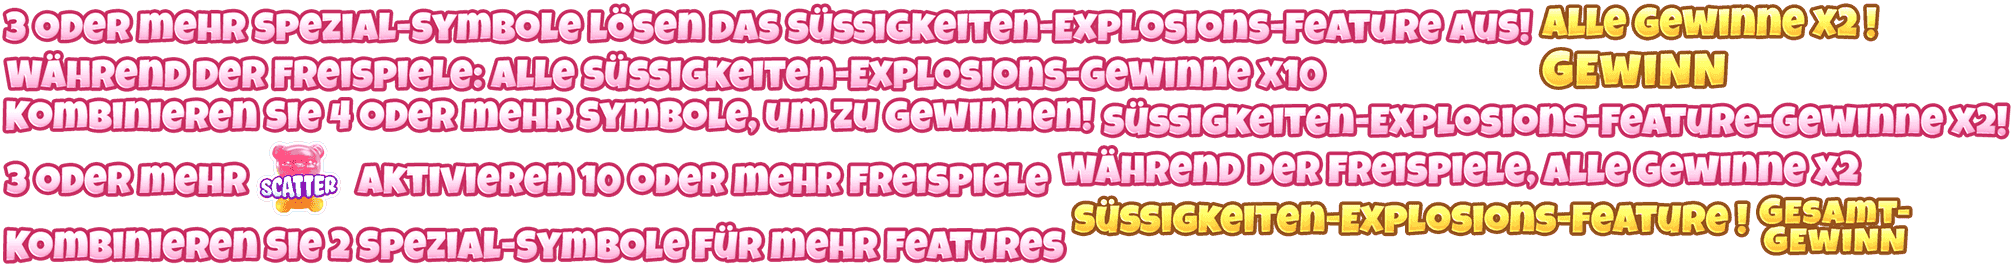 3 oder mehr Spezial-Symbole lösen das Süssigkeiten-Explosions-Feature aus!
Alle Gewinne x2 !
Während der Freispiele: Alle Süssigkeiten-Explosions-Gewinne x10
GEWINN
Kombinieren Sie 4 oder mehr Symbole, um zu gewinnen!
Süssigkeiten-Explosions-Feature-Gewinne x2!
3 oder mehr SCATTER aktivieren 10 oder mehr Freispiele
Während der Freispiele, alle Gewinne x2
Süssigkeiten-Explosions-Feature !
Gesamt-
gewinn
Kombinieren Sie 2 Spezial-Symbole für mehr Features